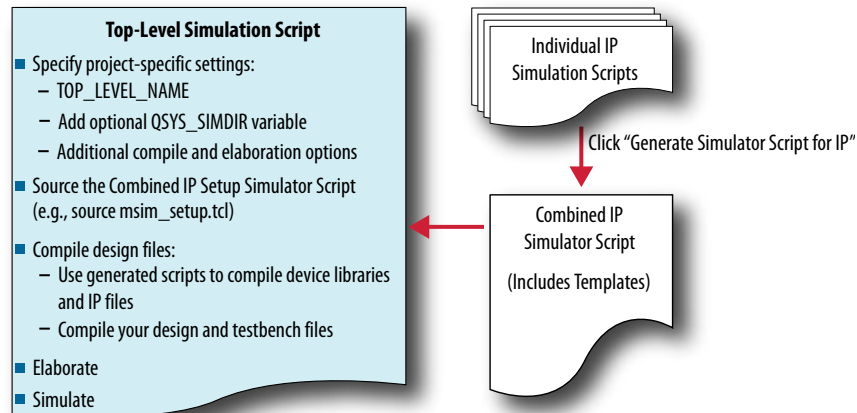 Top-Level Simulation Script
■ Specify project-specific settings:
– TOP_LEVEL_NAME
– Add optional QSYS_SIMDIR variable
– Additional compile and elaboration options
■ Source the Combined IP Setup Simulator Script
(e.g., source msim_setup.tcl)
■ Compile design files:
– Use generated scripts to compile device libraries
and IP files
– Compile your design and testbench files
■ Elaborate
■ Simulate
Individual IP
Simulation Scripts
Click “Generate Simulator Script for IP”
Combined IP
Simulator Script
(Includes Templates)